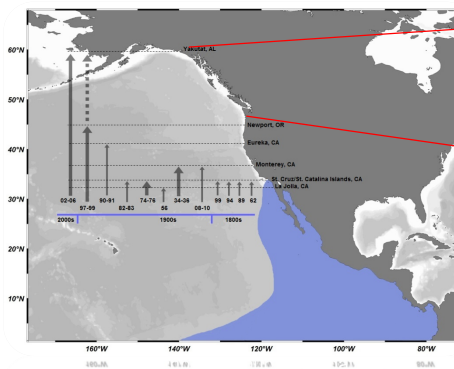 60°N
Yakutat, AL
50°N
Newport, OR
Eureka, CA
40°N
Monterey, CA
St. Cruz/St. Catalina Islands, CA
La Jolla, CA
30°N
02-06 90-91 74-76 34-36 99 94 89 62
97-99 82-83 56 08-10
2000s 1900s 1800s
20°N
10°N
160°W 140°W 120°W 100°W 80°W